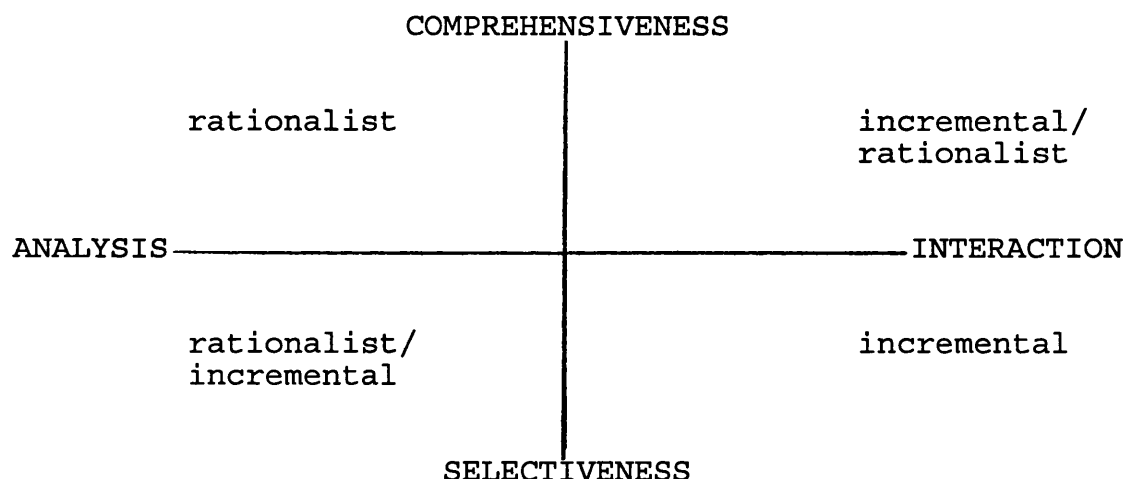 COMPREHENSIVENESS
rationalist
incremental/
rationalist
ANALYSIS
INTERACTION
rationalist/
incremental
incremental
SELECTIVENESS